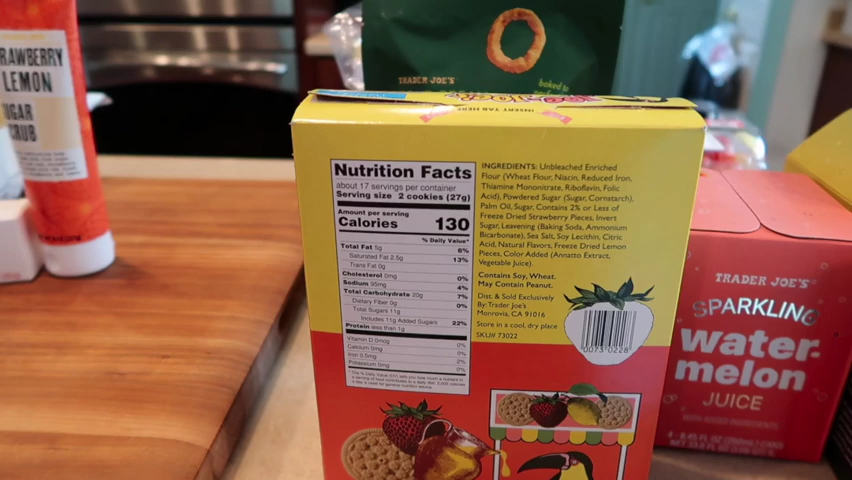 STRAWBERRY
LEMON
SUGAR
SCRUB
TRADER JOE'S
baked to
INSERT TAB HERE
Nutrition Facts
about 17 servings per container
Serving size 2 cookies (27g)
Amount per serving
Calories 130
% Daily Value*
Total Fat 5g 6%
Saturated Fat 2.5g 13%
Trans Fat 0g
Cholesterol 0mg 0%
Sodium 95mg 4%
Total Carbohydrate 20g 7%
Dietary Fiber 0g 0%
Total Sugars 11g
Includes 11g Added Sugars 22%
Protein less than 1g
Vitamin D 0mcg 0%
Calcium 0mg 0%
Iron 0.5mg 2%
Potassium 0mg 0%
INGREDIENTS: Unbleached Enriched
Flour (Wheat Flour, Niacin, Reduced Iron,
Thiamine Mononitrate, Riboflavin, Folic
Acid), Powdered Sugar (Sugar, Cornstarch),
Palm Oil, Sugar, Contains 2% or Less of
Freeze Dried Strawberry Pieces, Invert
Sugar, Leavening (Baking Soda, Ammonium
Bicarbonate), Sea Salt, Soy Lecithin, Citric
Acid, Natural Flavors, Freeze Dried Lemon
Pieces, Color Added (Annatto Extract,
Vegetable Juice).
Contains Soy, Wheat.
May Contain Peanut.
Dist. & Sold Exclusively
By: Trader Joe's
Monrovia, CA 91016
Store in a cool, dry place
SKU# 73022
0073 0228
TRADER JOE'S
SPARKLING
water-
melon
JUICE